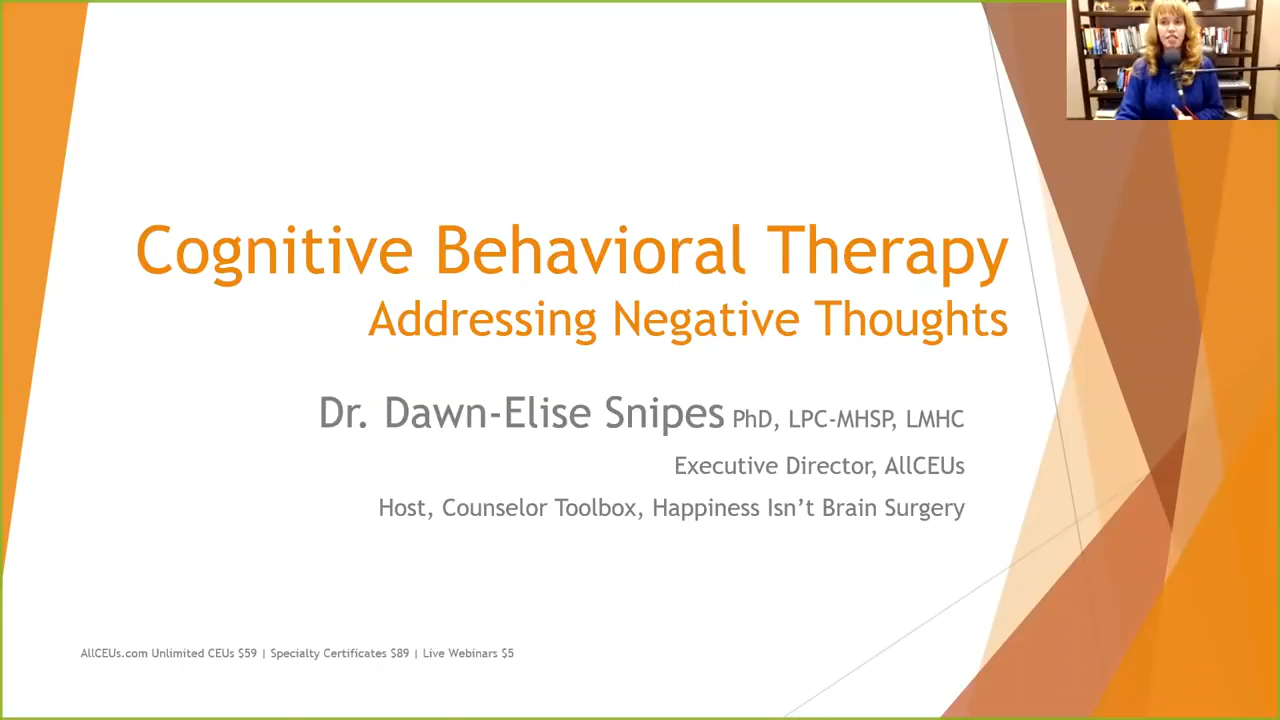 Cognitive Behavioral Therapy
Addressing Negative Thoughts
Dr. Dawn-Elise Snipes PhD, LPC-MHSP, LMHC
Executive Director, AllCEUs
Host, Counselor Toolbox, Happiness Isn’t Brain Surgery
AllCEUs.com Unlimited CEUs $59 | Specialty Certificates $89 | Live Webinars $5